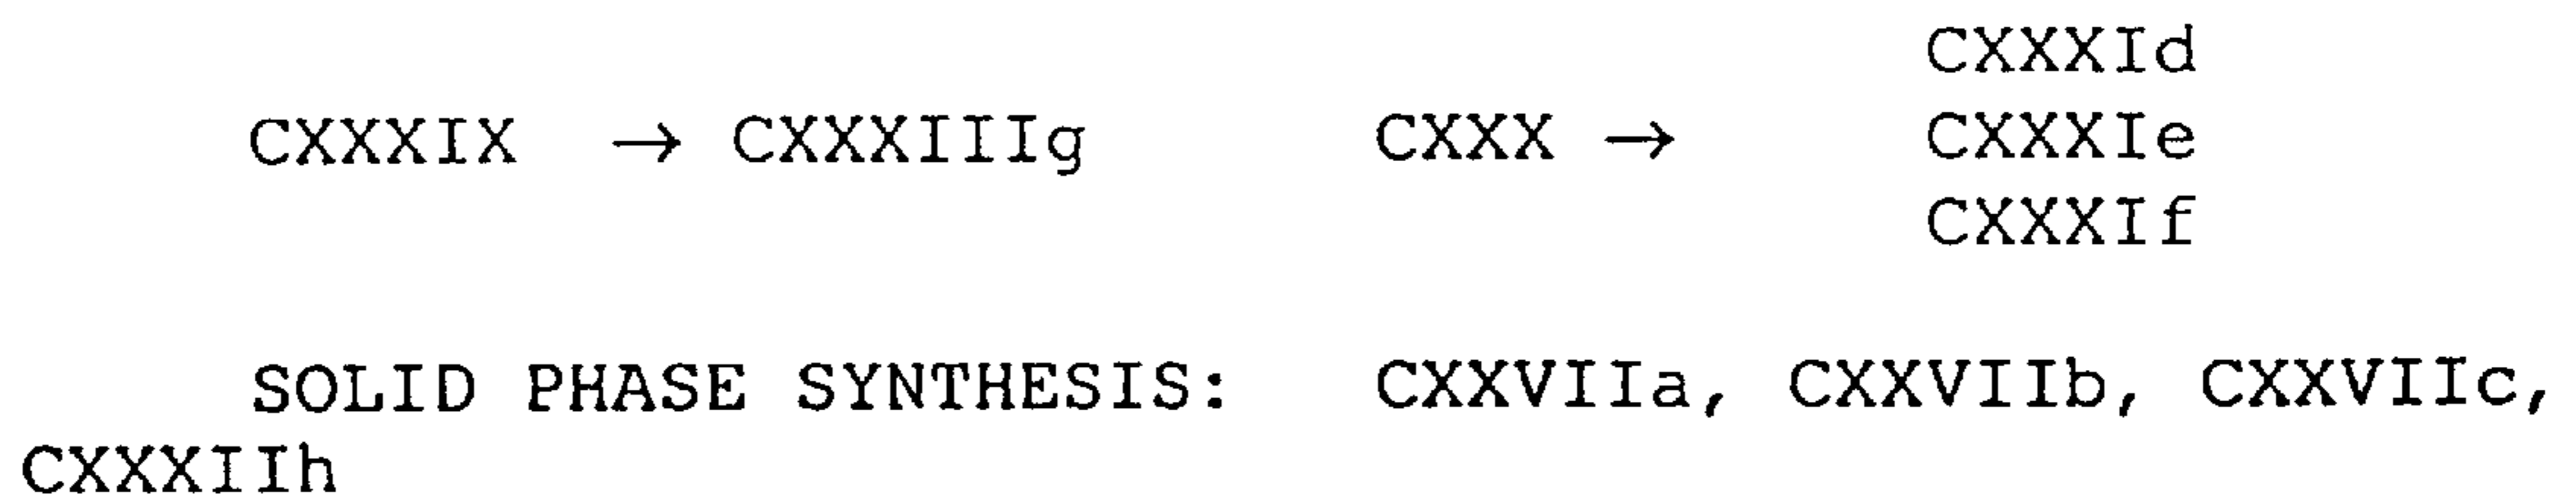 CXXXId
CXXXIX → CXXXIIIg CXXX → CXXXIe
CXXXIf
SOLID PHASE SYNTHESIS: CXXVIIa, CXXVIIb, CXXVIIc,
CXXXIIh